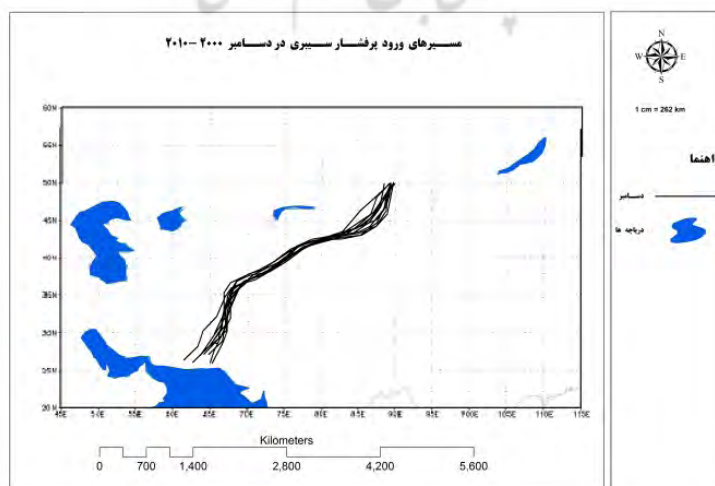 مسیرهای ورود پرفشار سیبری در دسامبر ۲۰۰۰ -۲۰۱۰
N
W E
S
1 cm = 262 km
راهنما
دسامبر
دریاچه ها
60N
55N
50N
45N
40N
35N
30N
25N
20N
45E 50E 55E 60E 65E 70E 75E 80E 85E 90E 95E 100E 105E 110E 115E
Kilometers
0 700 1,400 2,800 4,200 5,600